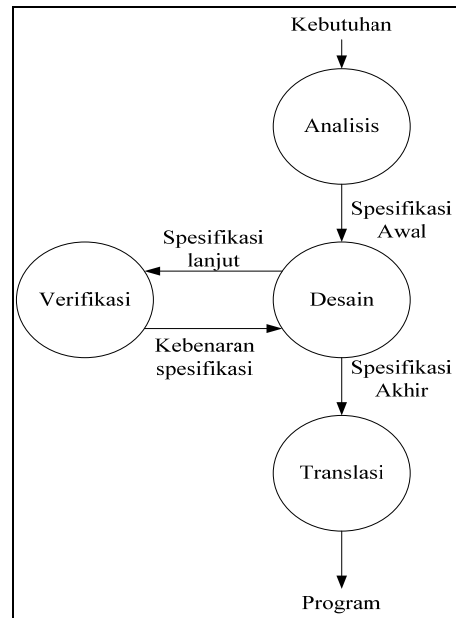 Kebutuhan
Analisis
Spesifikasi
Awal
Spesifikasi
lanjut
Verifikasi
Desain
Kebenaran
spesifikasi
Spesifikasi
Akhir
Translasi
Program